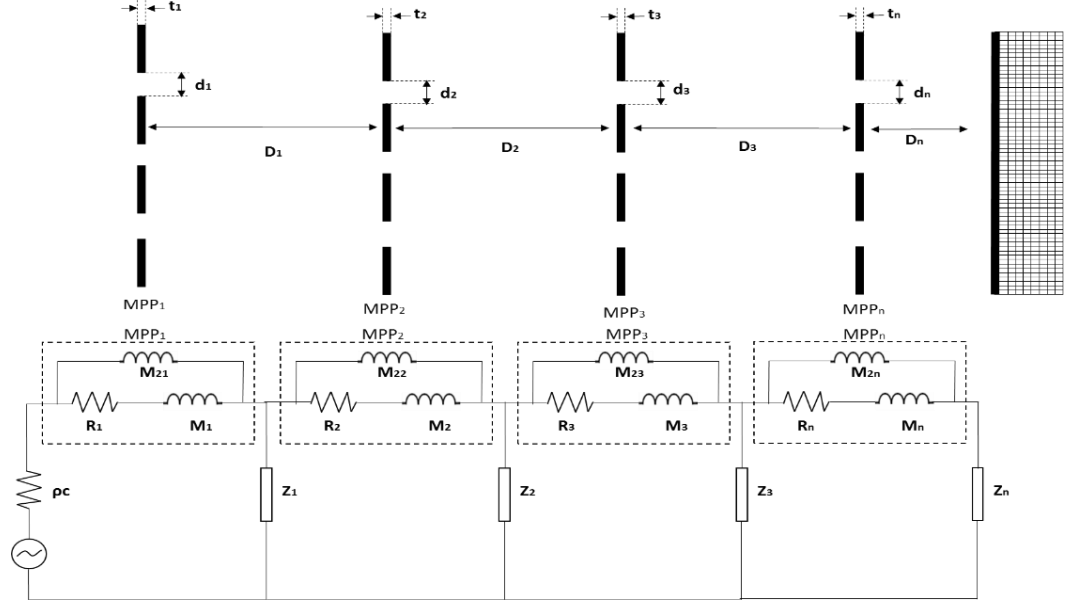 t₁ t₂ t₃ tₙ
d₁ d₂ d₃ dₙ
D₁ D₂ D₃ Dₙ
MPP₁ MPP₂ MPP₃ MPPₙ
MPP₁ MPP₂ MPP₃ MPPₙ
M₂₁ M₂₂ M₂₃ M₂ₙ
R₁ M₁ R₂ M₂ R₃ M₃ Rₙ Mₙ
ρc Z₁ Z₂ Z₃ Zₙ